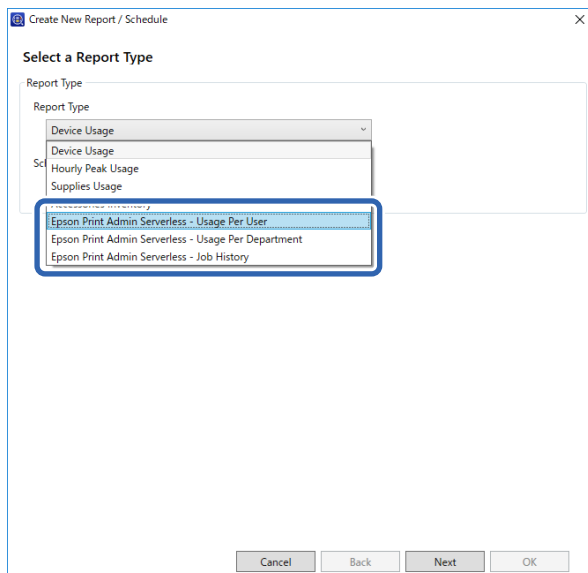 Create New Report / Schedule
Select a Report Type
Report Type
Report Type
Device Usage
Device Usage
Hourly Peak Usage
Supplies Usage
Epson Print Admin Serverless - Usage Per User
Epson Print Admin Serverless - Usage Per Department
Epson Print Admin Serverless - Job History
Cancel Back Next OK